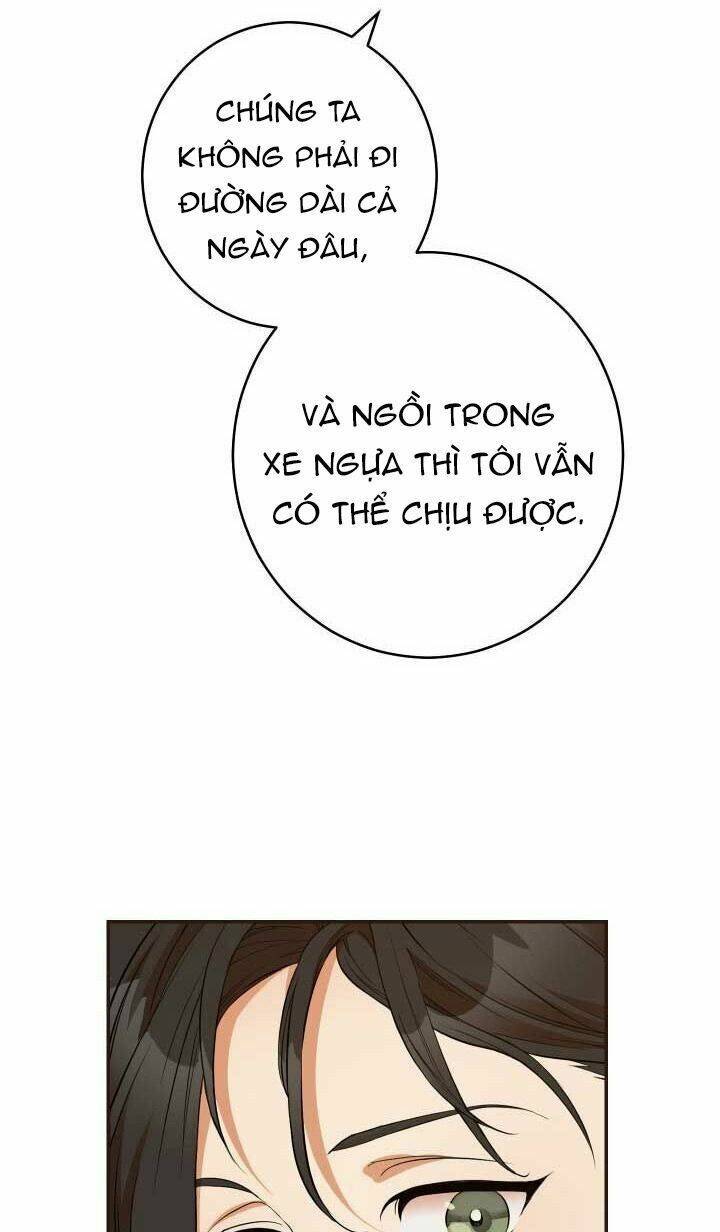 CHÚNG TA
KHÔNG PHẢI ĐI
ĐƯỜNG DÀI CẢ
NGÀY ĐÂU,
VÀ NGỒI TRONG
XE NGỰA THÌ TÔI VẪN
CÓ THỂ CHỊU ĐƯỢC.